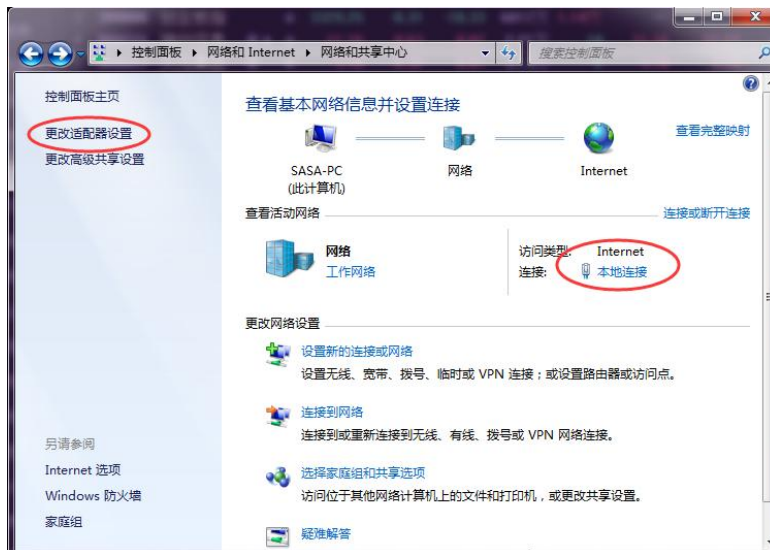 控制面板 ▸ 网络和 Internet ▸ 网络和共享中心
搜索控制面板
控制面板主页
更改适配器设置
更改高级共享设置
查看基本网络信息并设置连接
查看完整映射
SASA-PC
(此计算机)
网络
Internet
查看活动网络
连接或断开连接
网络
工作网络
访问类型: Internet
连接: 本地连接
更改网络设置
设置新的连接或网络
设置无线、宽带、拨号、临时或 VPN 连接；或设置路由器或访问点。
连接到网络
连接到或重新连接到无线、有线、拨号或 VPN 网络连接。
选择家庭组和共享选项
访问位于其他网络计算机上的文件和打印机，或更改共享设置。
疑难解答
另请参阅
Internet 选项
Windows 防火墙
家庭组